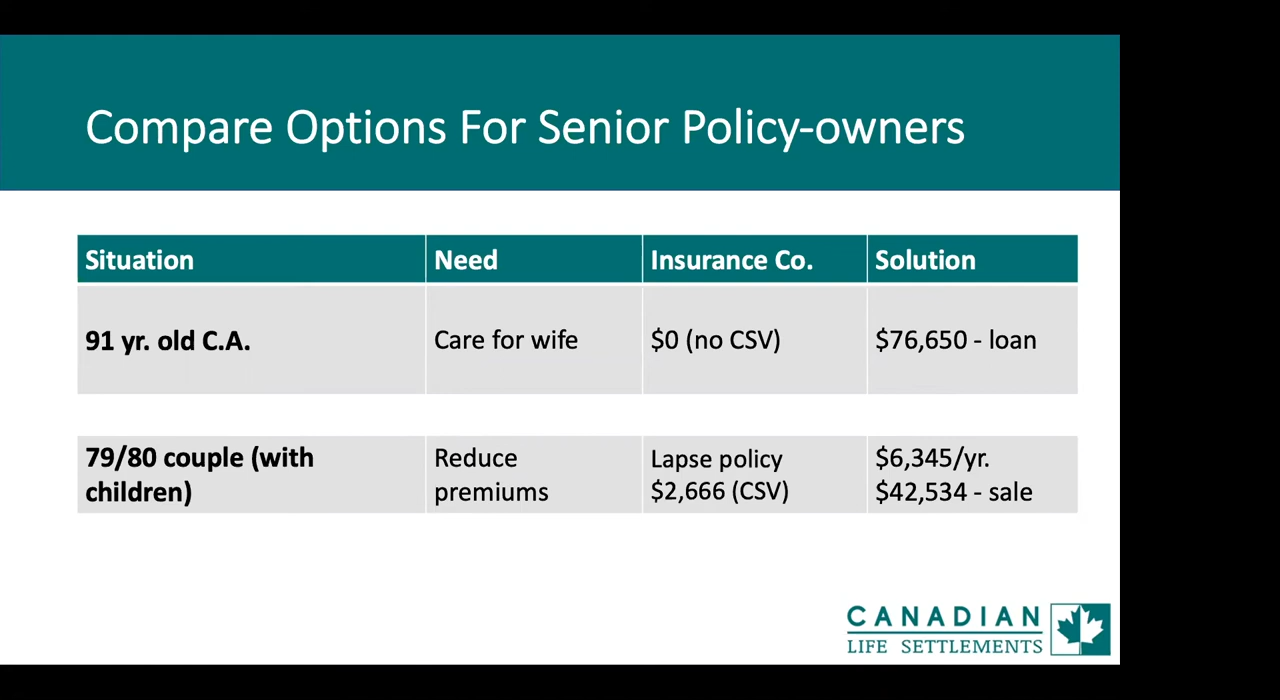 Compare Options For Senior Policy-owners
Situation
Need
Insurance Co.
Solution
91 yr. old C.A.
Care for wife
$0 (no CSV)
$76,650 - loan
79/80 couple (with
children)
Reduce
premiums
Lapse policy
$2,666 (CSV)
$6,345/yr.
$42,534 - sale
CANADIAN
LIFE SETTLEMENTS